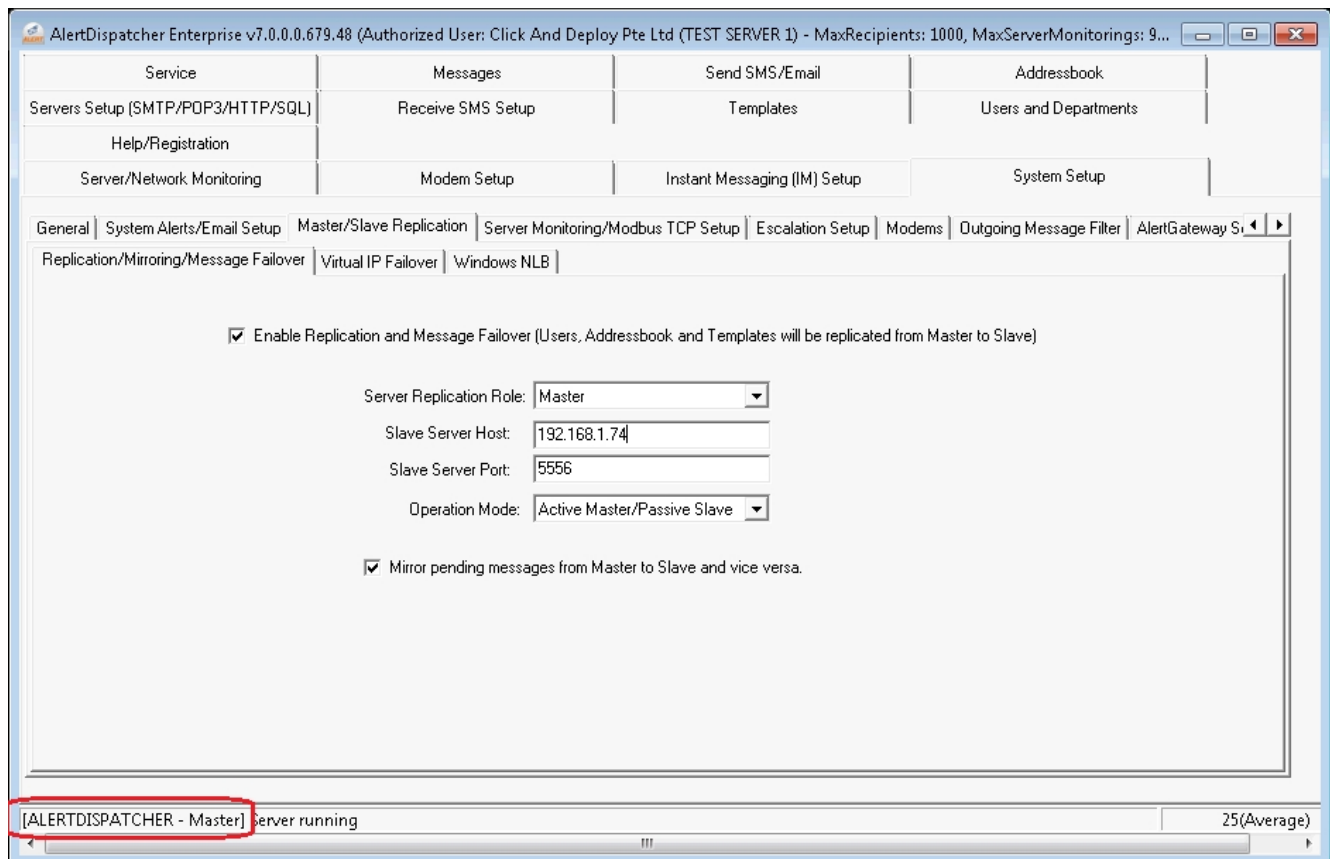 AlertDispatcher Enterprise v7.0.0.0.679.48 (Authorized User: Click And Deploy Pte Ltd (TEST SERVER 1) - MaxRecipients: 1000, MaxServerMonitorings: 9...
Service Messages Send SMS/Email Addressbook
Servers Setup (SMTP/POP3/HTTP/SQL) Receive SMS Setup Templates Users and Departments
Help/Registration
Server/Network Monitoring Modem Setup Instant Messaging (IM) Setup System Setup
General System Alerts/Email Setup Master/Slave Replication Server Monitoring/Modbus TCP Setup Escalation Setup Modems Outgoing Message Filter AlertGateway
Replication/Mirroring/Message Failover Virtual IP Failover Windows NLB
Enable Replication and Message Failover (Users, Addressbook and Templates will be replicated from Master to Slave)
Server Replication Role: Master
Slave Server Host: 192.168.1.74
Slave Server Port: 5556
Operation Mode: Active Master/Passive Slave
Mirror pending messages from Master to Slave and vice versa.
[ALERTDISPATCHER - Master] Server running 25(Average)